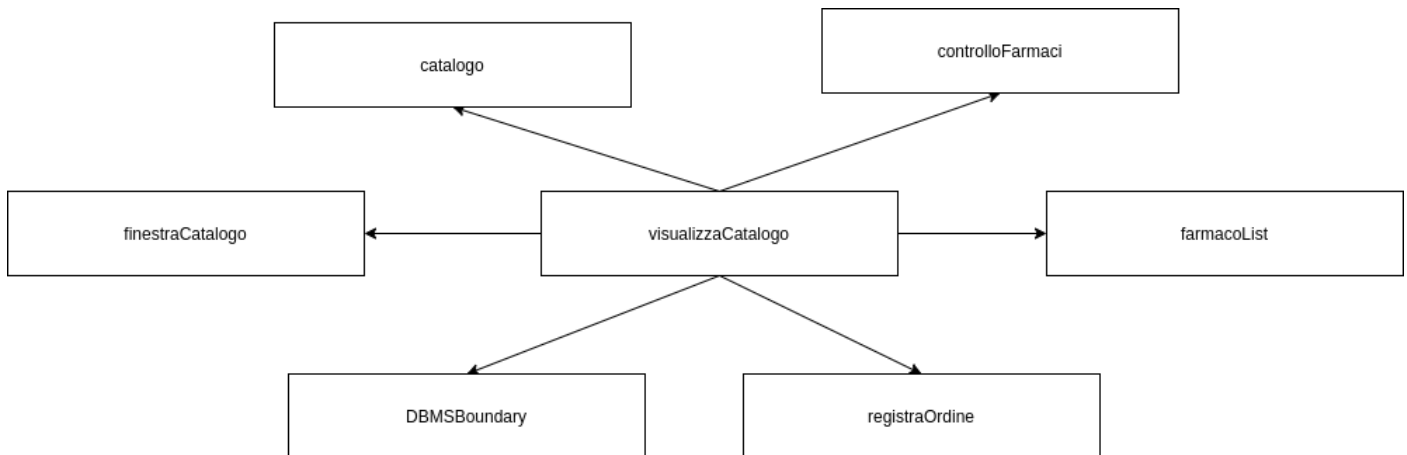 controlloFarmaci
catalogo
finestraCatalogo
visualizzaCatalogo
farmacoList
DBMSBoundary
registraOrdine